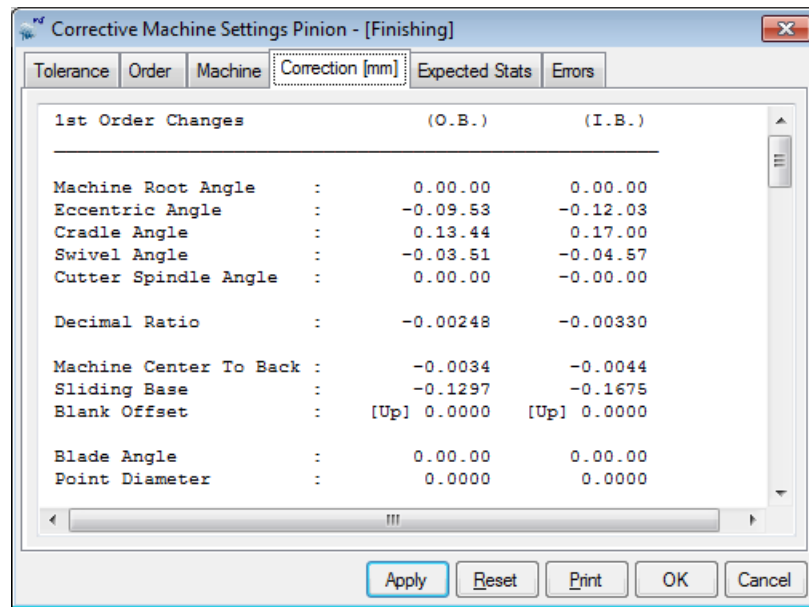 Corrective Machine Settings Pinion - [Finishing]
Tolerance Order Machine Correction [mm] Expected Stats Errors
1st Order Changes (O.B.) (I.B.)
Machine Root Angle : 0.00.00 0.00.00
Eccentric Angle : -0.09.53 -0.12.03
Cradle Angle : 0.13.44 0.17.00
Swivel Angle : -0.03.51 -0.04.57
Cutter Spindle Angle : 0.00.00 -0.00.00
Decimal Ratio : -0.00248 -0.00330
Machine Center To Back : -0.0034 -0.0044
Sliding Base : -0.1297 -0.1675
Blank Offset : [Up] 0.0000 [Up] 0.0000
Blade Angle : 0.00.00 0.00.00
Point Diameter : 0.0000 0.0000
Apply Reset Print OK Cancel